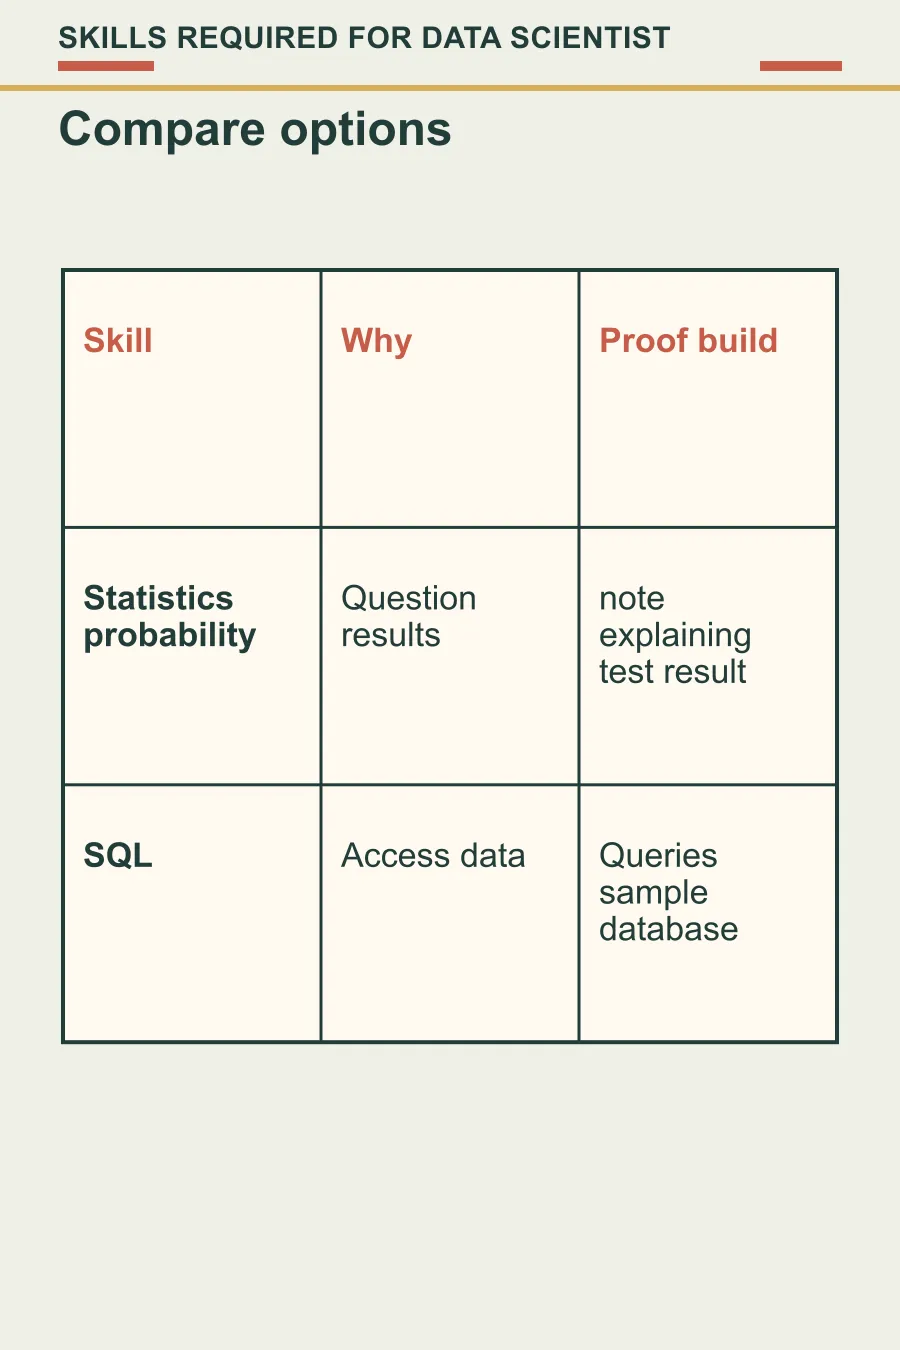 SKILLS REQUIRED FOR DATA SCIENTIST
Compare options
Skill
Why
Proof build
Statistics
probability
Question
results
note
explaining
test result
SQL
Access data
Queries
sample
database